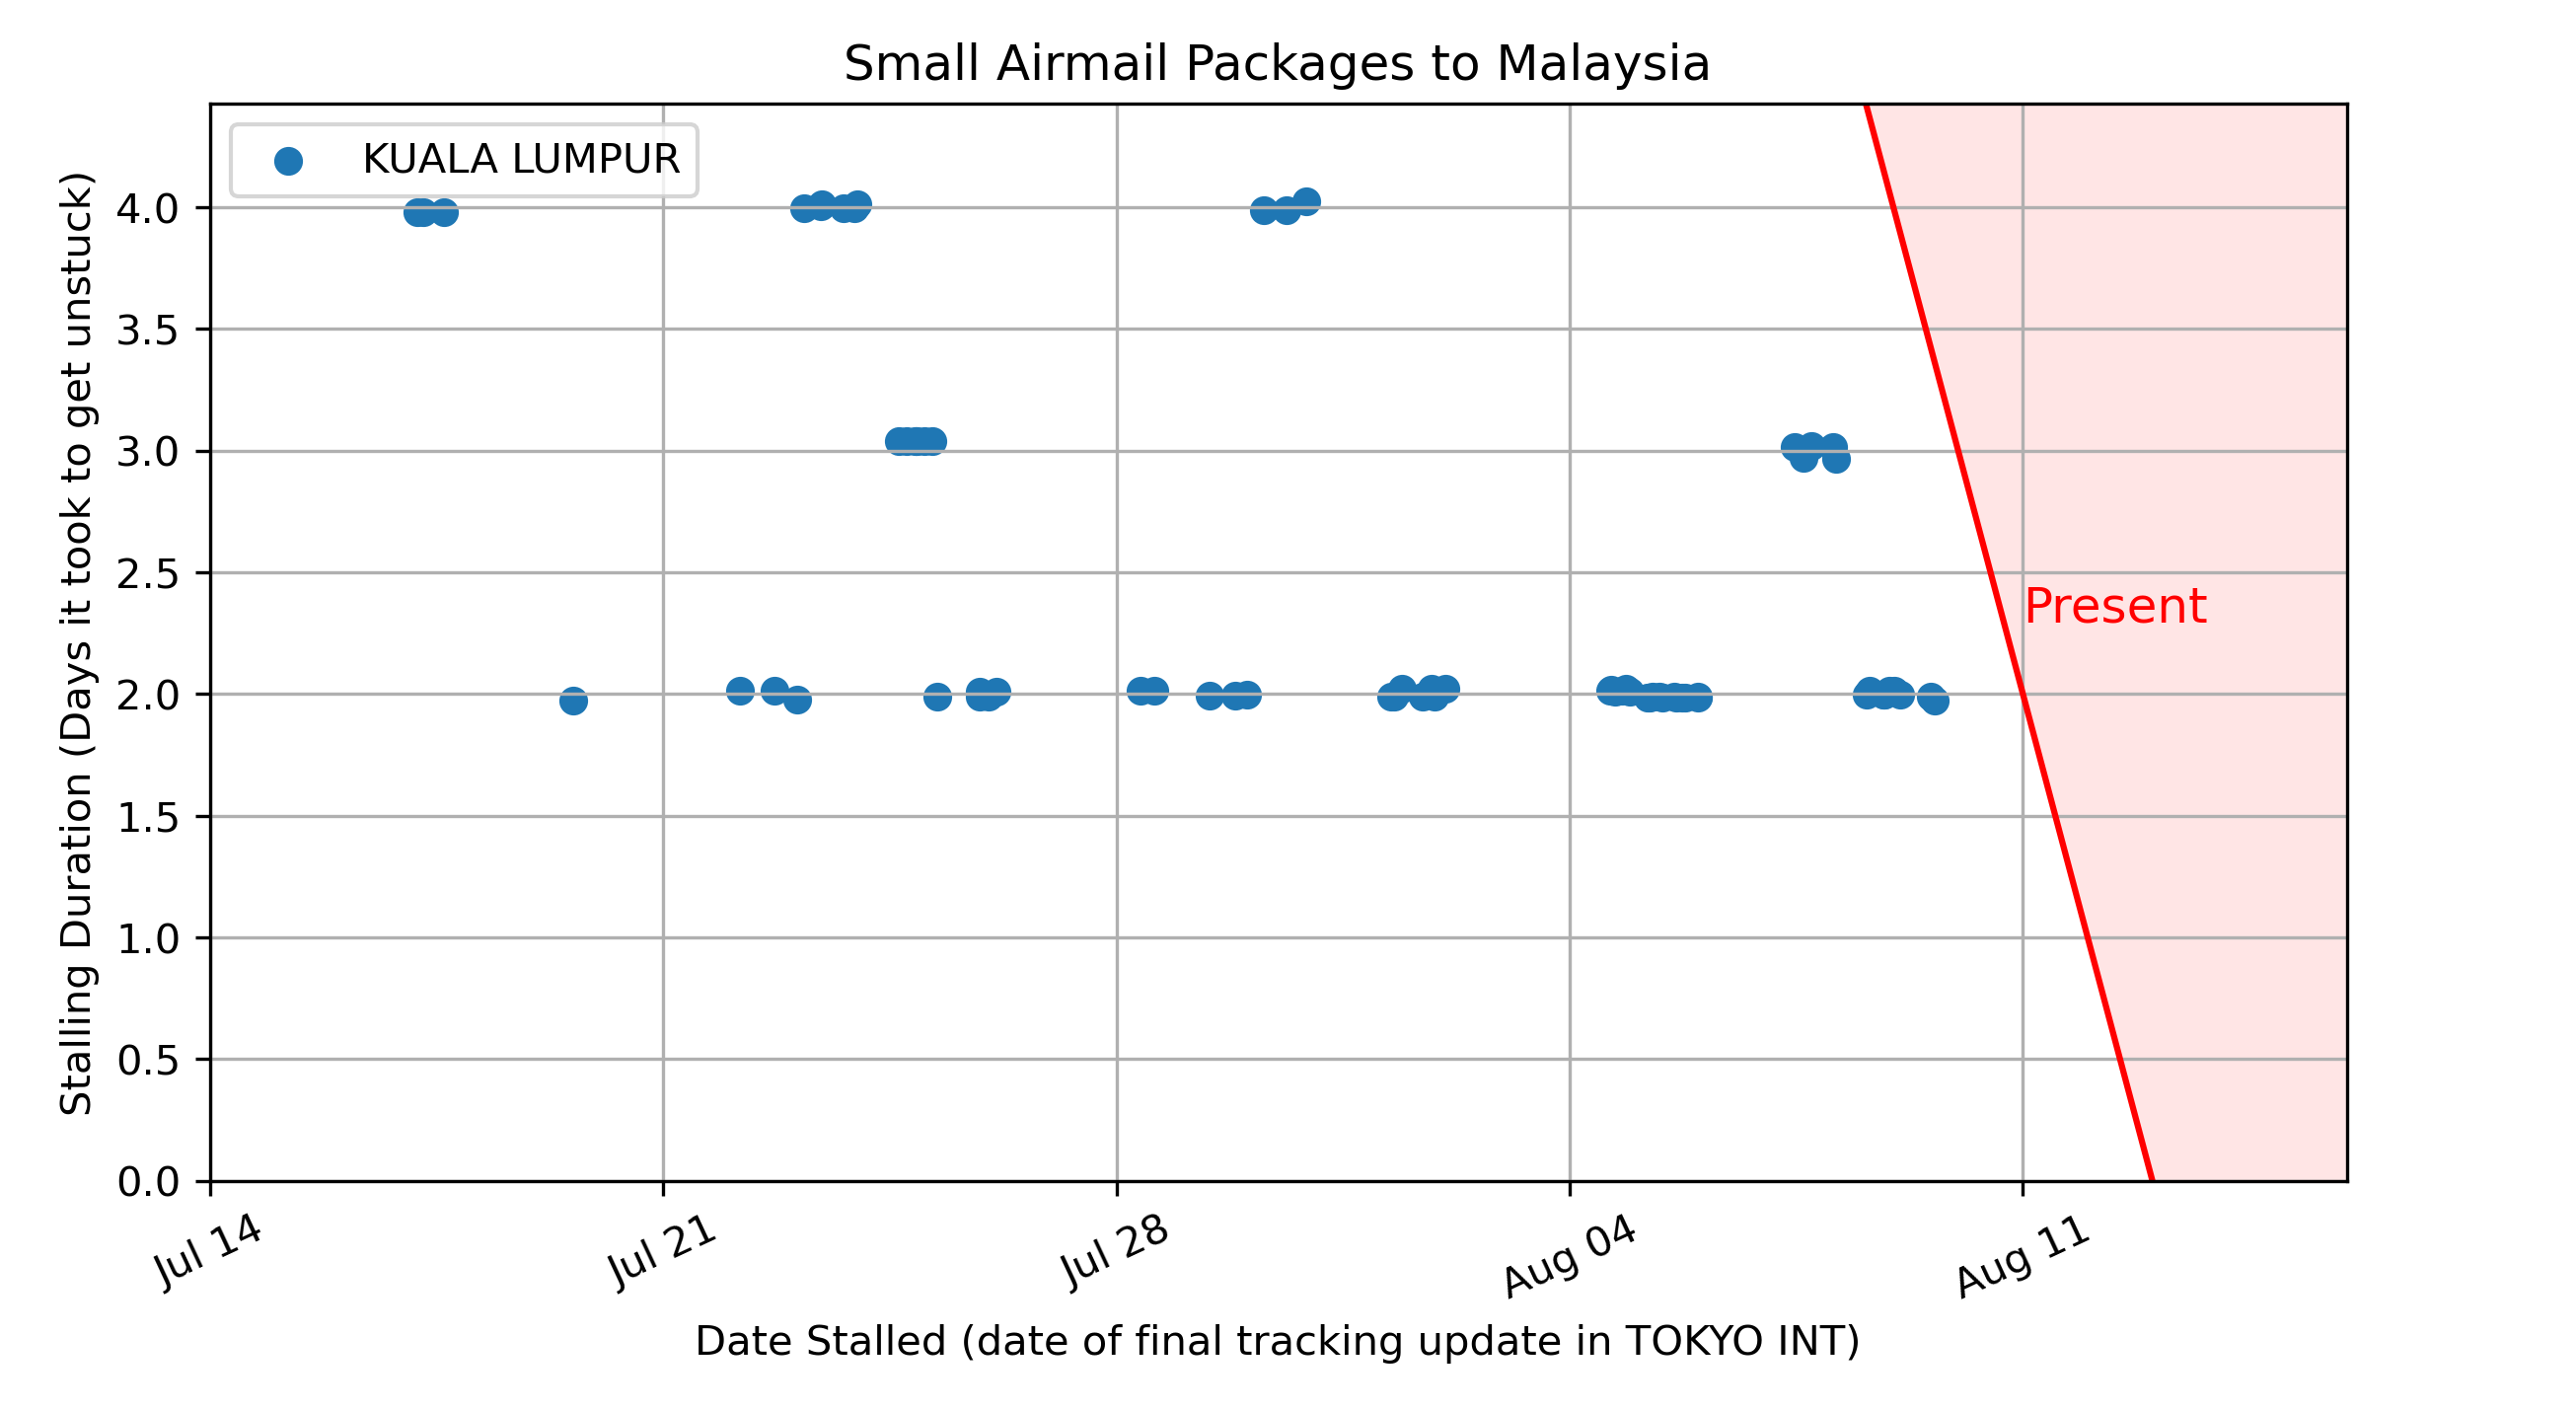 Small Airmail Packages to Malaysia
KUALA LUMPUR
Stalling Duration (Days it took to get unstuck)
4.0
3.5
3.0
2.5
2.0
1.5
1.0
0.5
0.0
Present
Jul 14
Jul 21
Jul 28
Aug 04
Aug 11
Date Stalled (date of final tracking update in TOKYO INT)